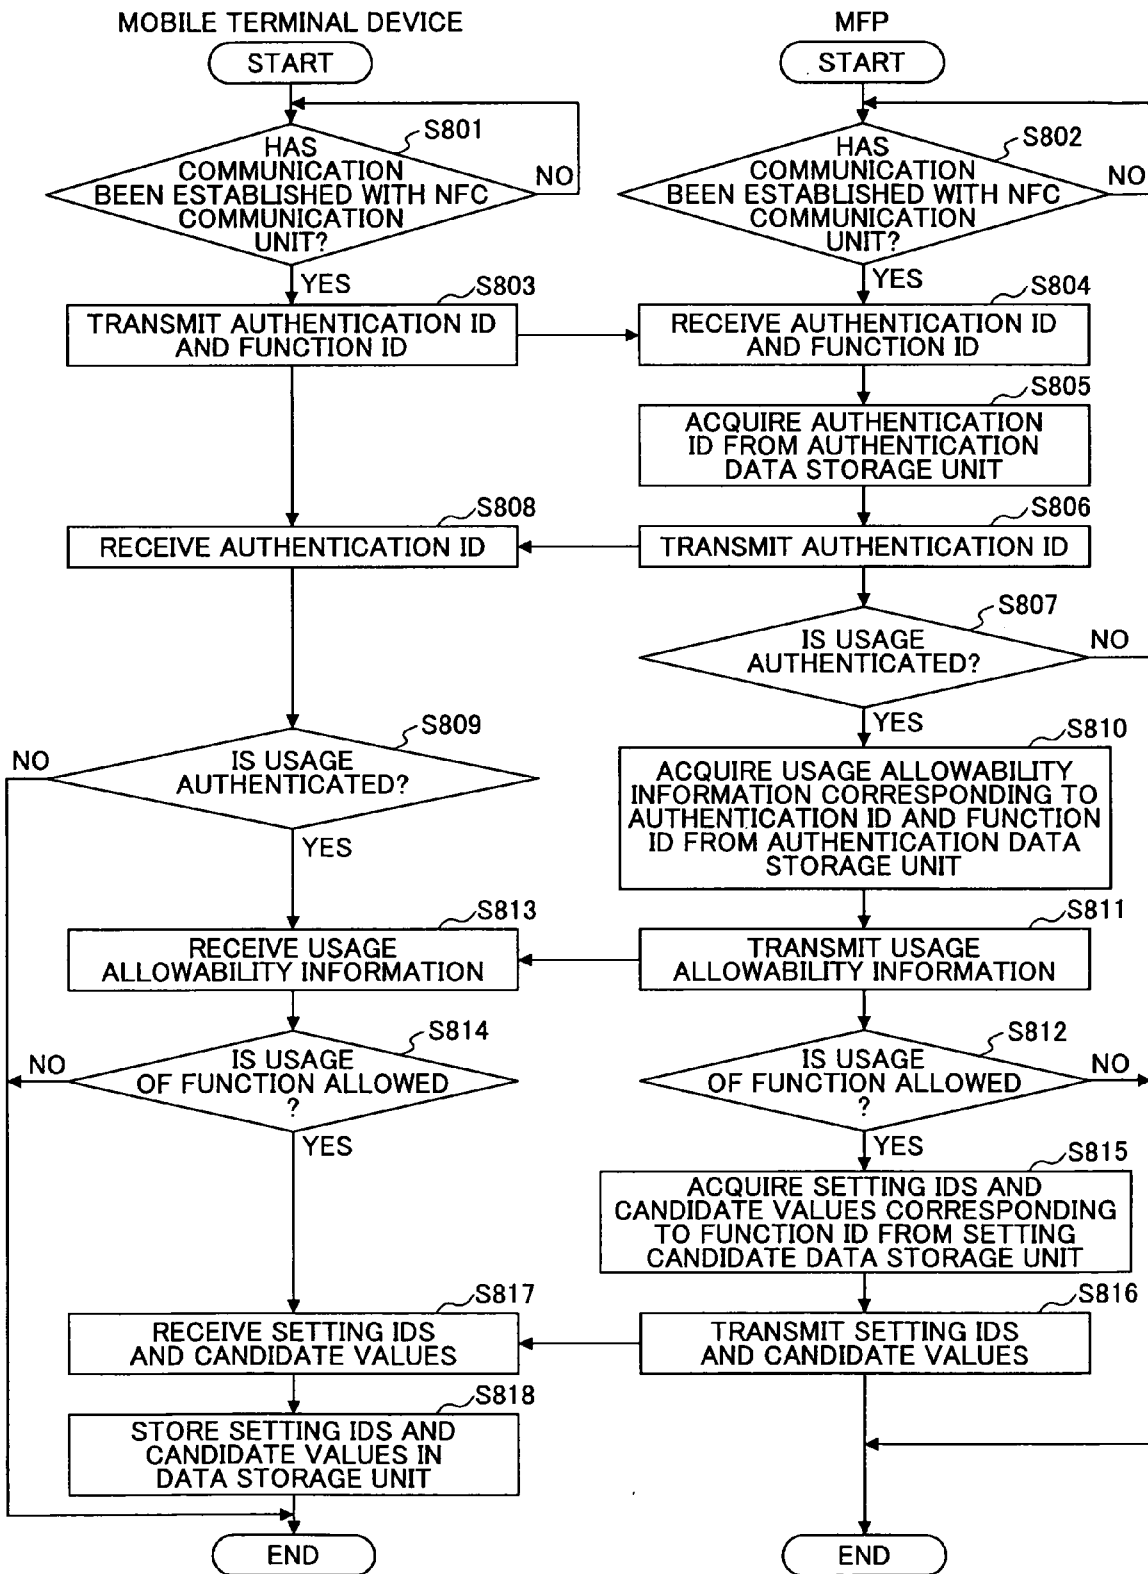 MOBILE TERMINAL DEVICE
MFP
START
START
S801
HAS
COMMUNICATION
BEEN ESTABLISHED WITH NFC
COMMUNICATION
UNIT?
NO
YES
S802
HAS
COMMUNICATION
BEEN ESTABLISHED WITH NFC
COMMUNICATION
UNIT?
NO
YES
S803
TRANSMIT AUTHENTICATION ID
AND FUNCTION ID
S804
RECEIVE AUTHENTICATION ID
AND FUNCTION ID
S805
ACQUIRE AUTHENTICATION
ID FROM AUTHENTICATION
DATA STORAGE UNIT
S808
RECEIVE AUTHENTICATION ID
S806
TRANSMIT AUTHENTICATION ID
S807
IS USAGE
AUTHENTICATED?
NO
YES
S809
NO
IS USAGE
AUTHENTICATED?
YES
S810
ACQUIRE USAGE ALLOWABILITY
INFORMATION CORRESPONDING TO
AUTHENTICATION ID AND FUNCTION
ID FROM AUTHENTICATION DATA
STORAGE UNIT
S813
RECEIVE USAGE
ALLOWABILITY INFORMATION
S811
TRANSMIT USAGE
ALLOWABILITY INFORMATION
S814
NO
IS USAGE
OF FUNCTION ALLOWED
?
YES
S812
IS USAGE
OF FUNCTION ALLOWED
?
NO
YES
S815
ACQUIRE SETTING IDS AND
CANDIDATE VALUES CORRESPONDING
TO FUNCTION ID FROM SETTING
CANDIDATE DATA STORAGE UNIT
S817
RECEIVE SETTING IDS
AND CANDIDATE VALUES
S816
TRANSMIT SETTING IDS
AND CANDIDATE VALUES
S818
STORE SETTING IDS AND
CANDIDATE VALUES IN
DATA STORAGE UNIT
END
END